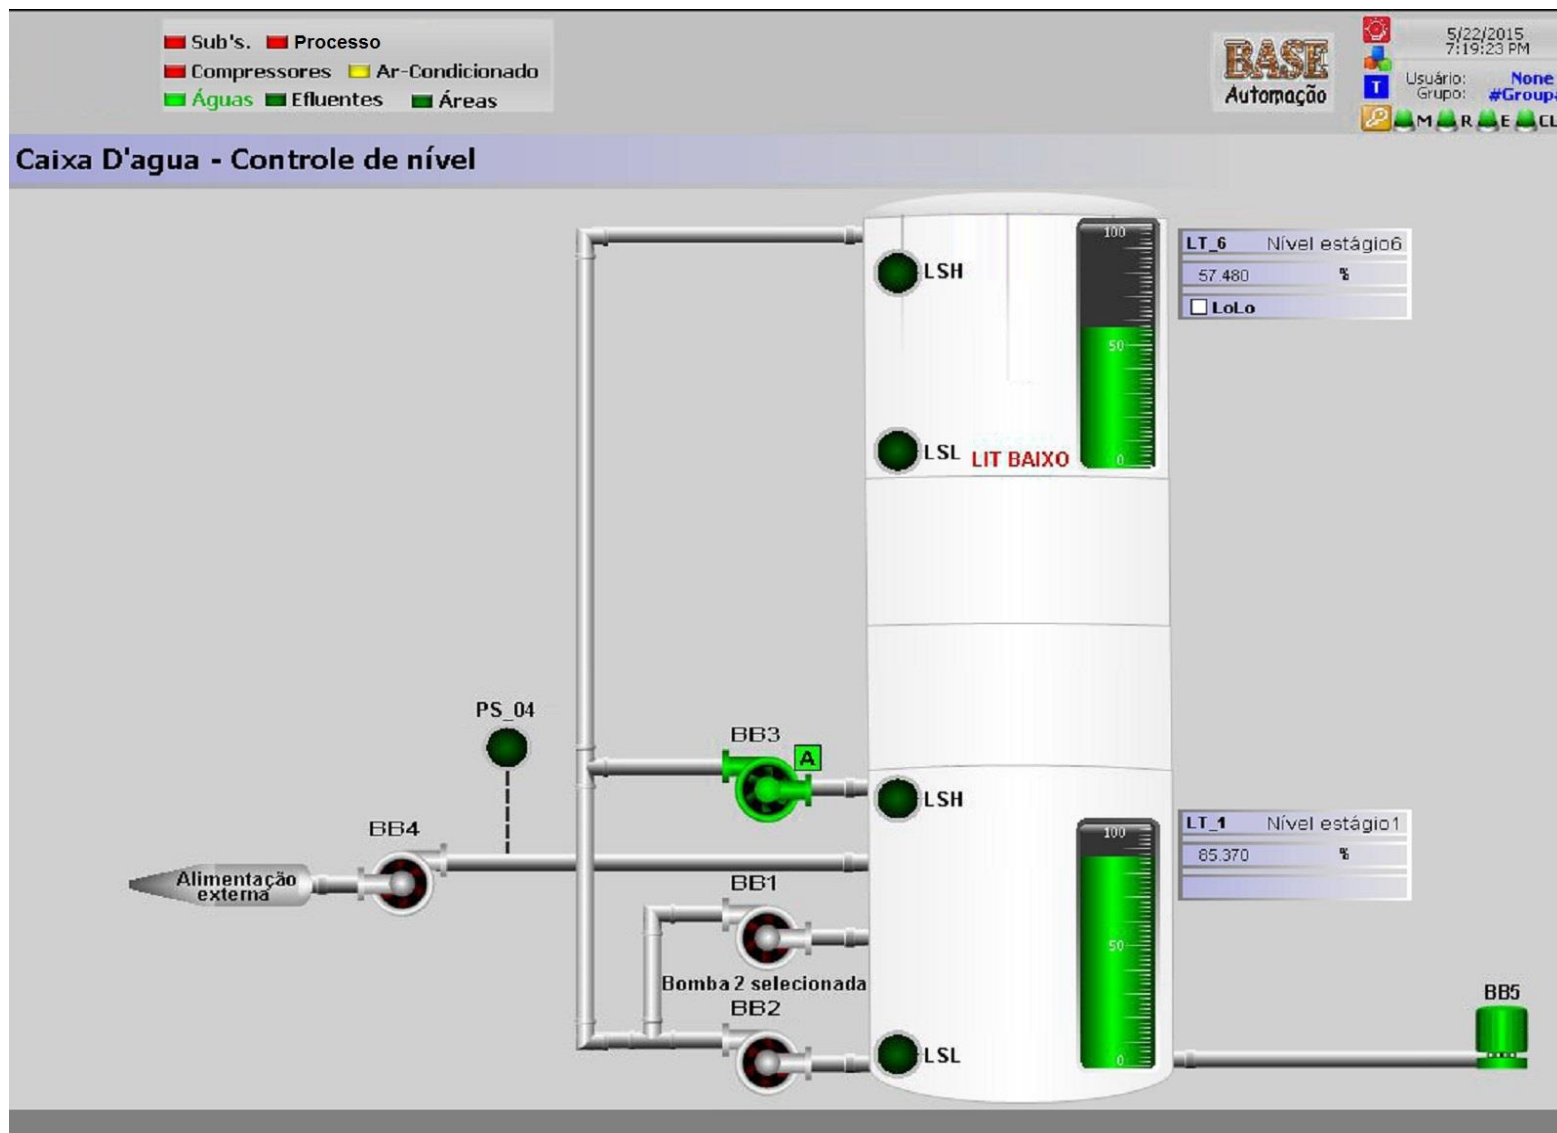 Sub's. Processo
Compressores Ar-Condicionado
Águas Efluentes Áreas
BASE
Automação
5/22/2015
7:19:23 PM
T
Usuário: None
Grupo: #Group
M R E CL
Caixa D'agua - Controle de nível
100
LSH
50
LSL LIT BAIXO
0
LT_6 Nível estágio6
57.480 %
LoLo
PS_04
BB3
A
LSH
BB4
Alimentação
externa
BB1
Bomba 2 selecionada
BB2
100
50
LSL
0
LT_1 Nível estágio1
85.370 %
BB5